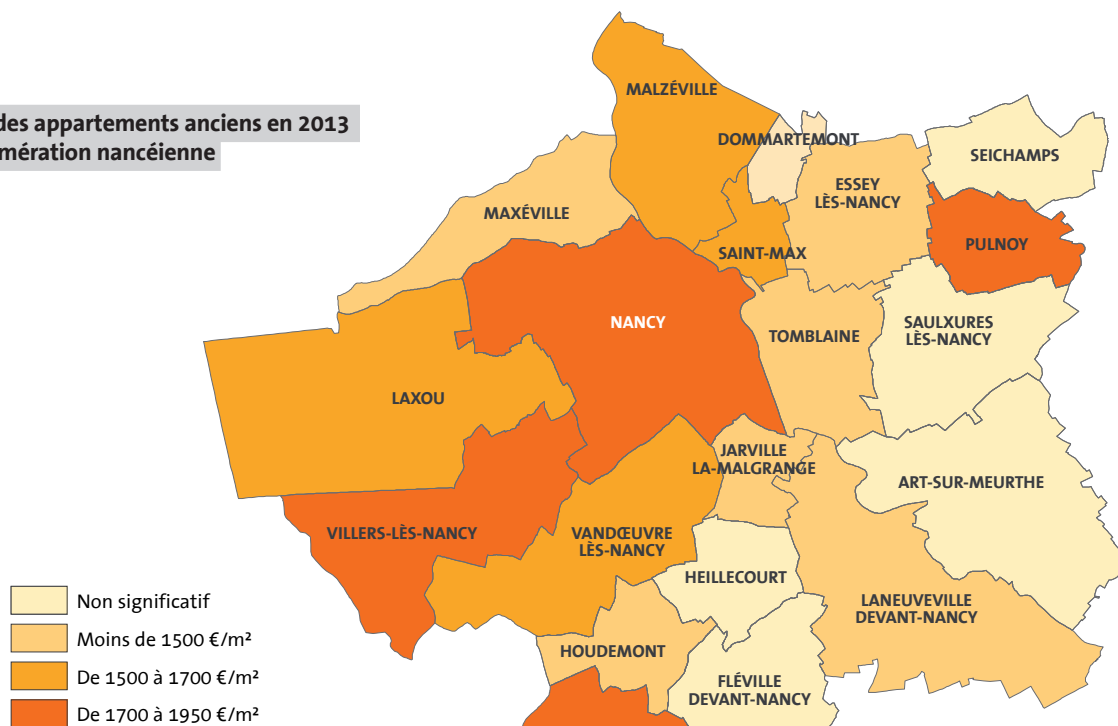 des appartements anciens en 2013
mération nancéienne
MALZÉVILLE
DOMMARTEMONT
SEICHAMPS
ESSEY
LÈS-NANCY
MAXÉVILLE
PULNOY
SAINT-MAX
NANCY
TOMBLAINE
SAULXURES
LÈS-NANCY
LAXOU
JARVILLE
LA-MALGRANGE
ART-SUR-MEURTHE
VILLERS-LÈS-NANCY
VANDŒUVRE
LÈS-NANCY
HEILLECOURT
LANEUVEVILLE
DEVANT-NANCY
HOUDEMONT
FLÉVILLE
DEVANT-NANCY
Non significatif
Moins de 1500 €/m²
De 1500 à 1700 €/m²
De 1700 à 1950 €/m²